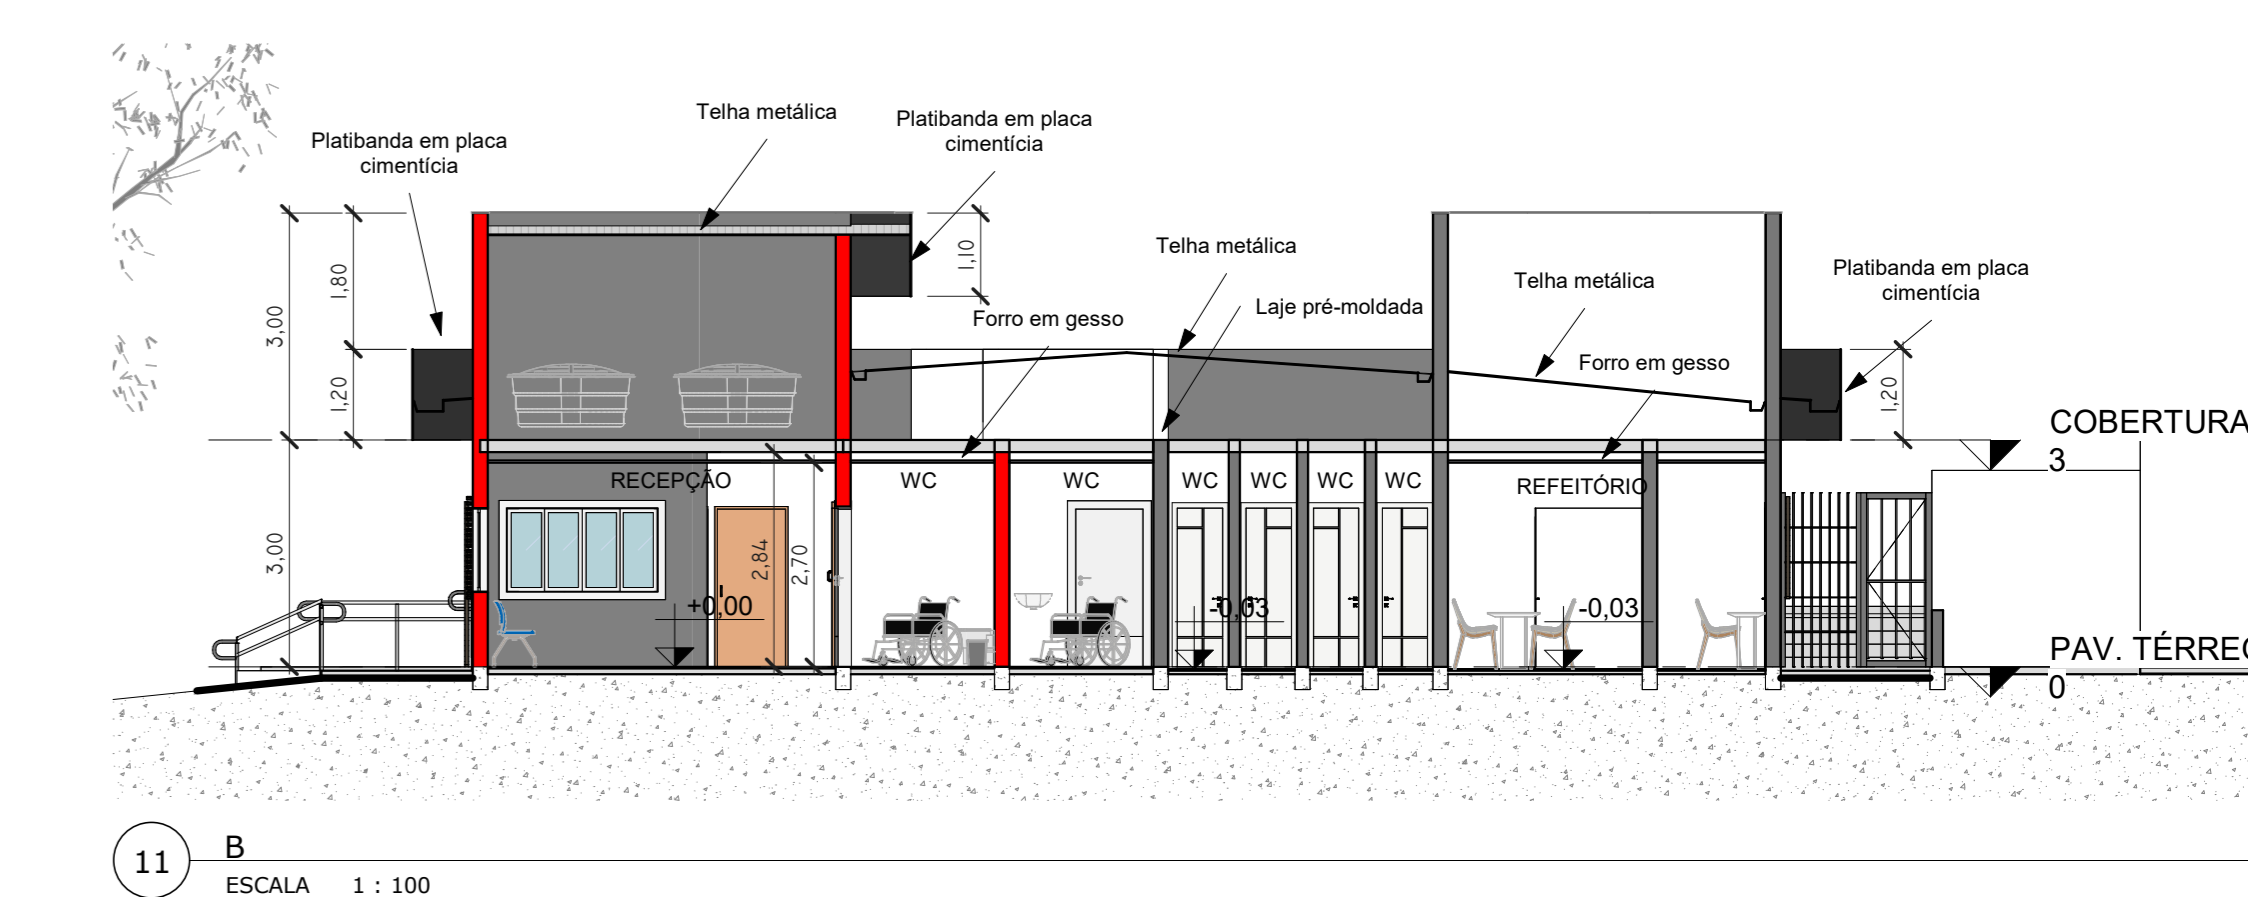 Telha metálica
Platibanda em placa
cimentícia
Platibanda em placa
cimentícia
Telha metálica
Telha metálica
Platibanda em placa
cimentícia
Laje pré-moldada
Forro em gesso
Forro em gesso
1,10
1,80
3,00
1,20
1,20
COBERTURA
3
RECEPÇÃO
WC
WC
WC
WC
WC
WC
REFEITÓRIO
3,00
2,84
2,70
+0,00
-0,03
-0,03
PAV. TÉRREO
0
11
B
ESCALA 1 : 100